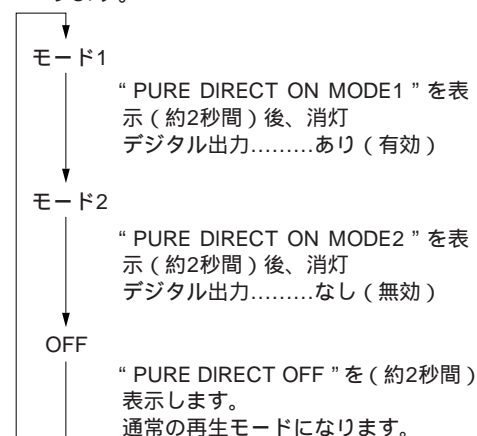 ります。
モード1
“ PURE DIRECT ON MODE1 ” を表
示（約2秒間）後、消灯
デジタル出力………あり（有効）
モード2
“ PURE DIRECT ON MODE2 ” を表
示（約2秒間）後、消灯
デジタル出力………なし（無効）
OFF
“ PURE DIRECT OFF ” を（約2秒間）
表示します。
通常の再生モードになります。